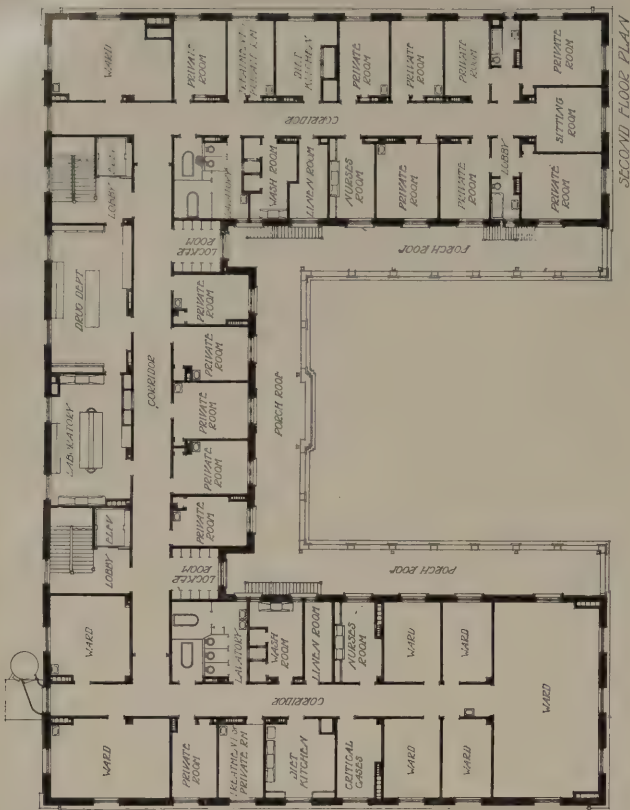 SECOND FLOOR PLAN
WARD
PRIVATE
ROOM
DIET
KITCHEN
PRIVATE
ROOM
PRIVATE
ROOM
PRIVATE
ROOM
PRIVATE
ROOM
CORRIDOR
SITTING
ROOM
LOBBY
WASH ROOM
LINEN ROOM
NURSES
ROOM
PRIVATE
ROOM
PRIVATE
ROOM
LOBBY
PRIVATE
ROOM
LOCKER
ROOM
PORCH ROOF
DRUG DEPT
PRIVATE
ROOM
PRIVATE
ROOM
CORRIDOR
PRIVATE
ROOM
PORCH ROOF
LABORATORY
PRIVATE
ROOM
PRIVATE
ROOM
ELEV
LOBBY
LOCKER
ROOM
PORCH ROOF
WARD
LAVATORY
WASH
ROOM
LINEN ROOM
NURSES
ROOM
WARD
WARD
CORRIDOR
WARD
WARD
PRIVATE
ROOM
TREATMENT
PRIVATE RM
DIET
KITCHEN
CRITICAL
CASES
WARD
WARD